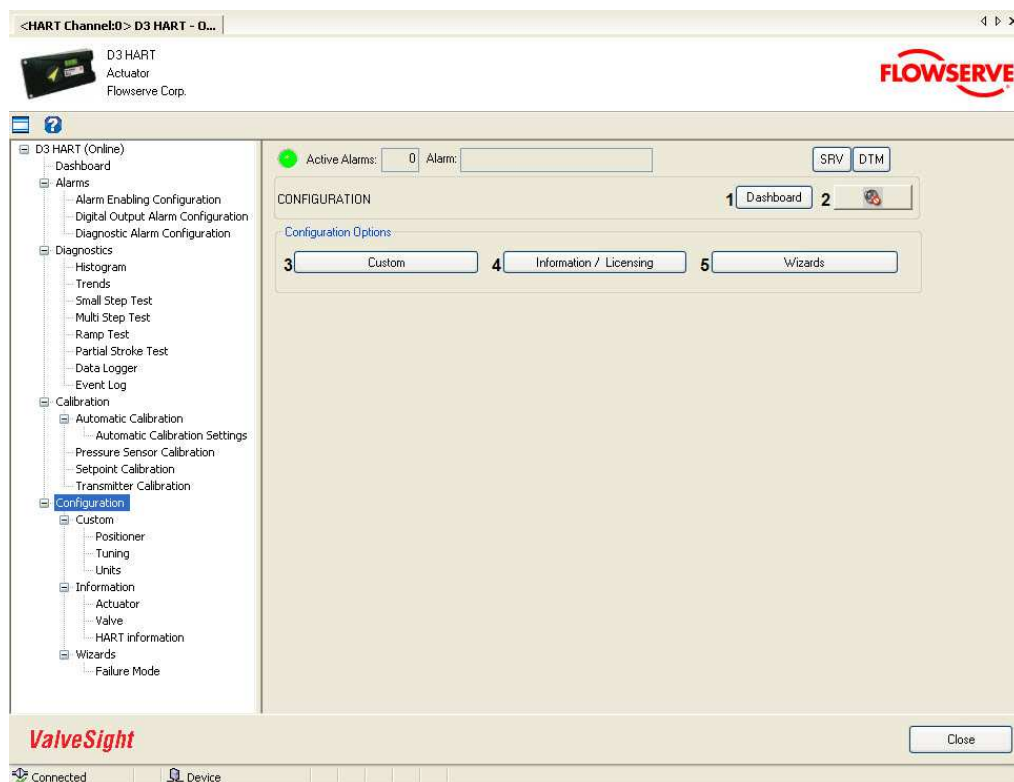 <HART Channel:0> D3 HART - O...
D3 HART
Actuator
Flowserve Corp.
FLOWSERVE
D3 HART (Online)
Dashboard
Alarms
Alarm Enabling Configuration
Digital Output Alarm Configuration
Diagnostic Alarm Configuration
Diagnostics
Histogram
Trends
Small Step Test
Multi Step Test
Ramp Test
Partial Stroke Test
Data Logger
Event Log
Calibration
Automatic Calibration
Automatic Calibration Settings
Pressure Sensor Calibration
Setpoint Calibration
Transmitter Calibration
Configuration
Custom
Positioner
Tuning
Units
Information
Actuator
Valve
HART information
Wizards
Failure Mode
Active Alarms: 0 Alarm: SRV DTM
CONFIGURATION 1 Dashboard 2
Configuration Options
3 Custom 4 Information / Licensing 5 Wizards
ValveSight
Close
Connected Device